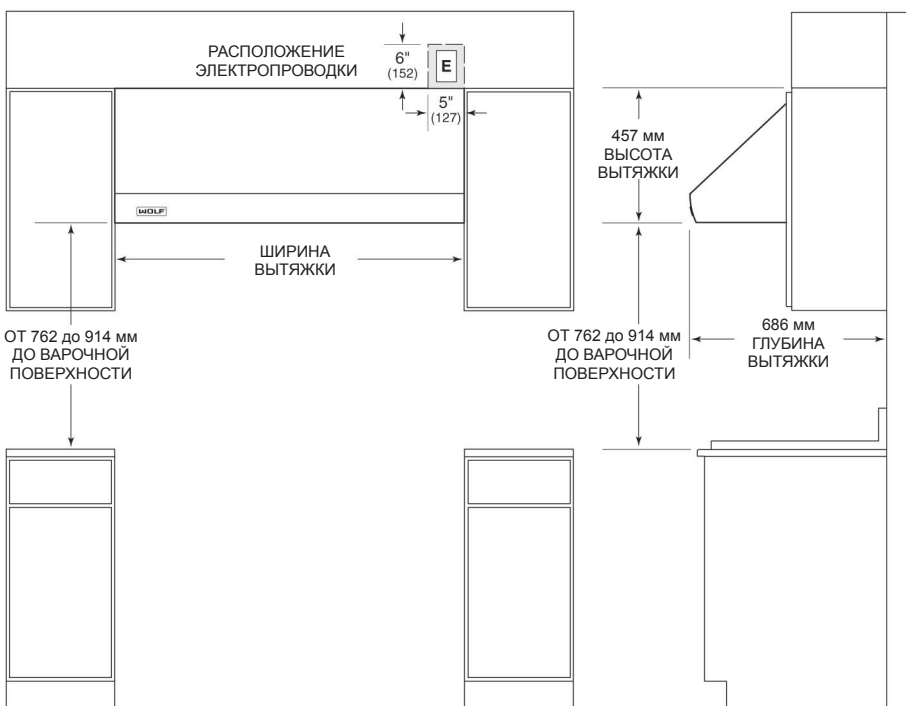 РАСПОЛОЖЕНИЕ
ЭЛЕКТРОПРОВОДКИ
6"
(152)
E
5"
(127)
WOLF
ШИРИНА
ВЫТЯЖКИ
ОТ 762 до 914 мм
ДО ВАРОЧНОЙ
ПОВЕРХНОСТИ
457 мм
ВЫСОТА
ВЫТЯЖКИ
ОТ 762 до 914 мм
ДО ВАРОЧНОЙ
ПОВЕРХНОСТИ
686 мм
ГЛУБИНА
ВЫТЯЖКИ